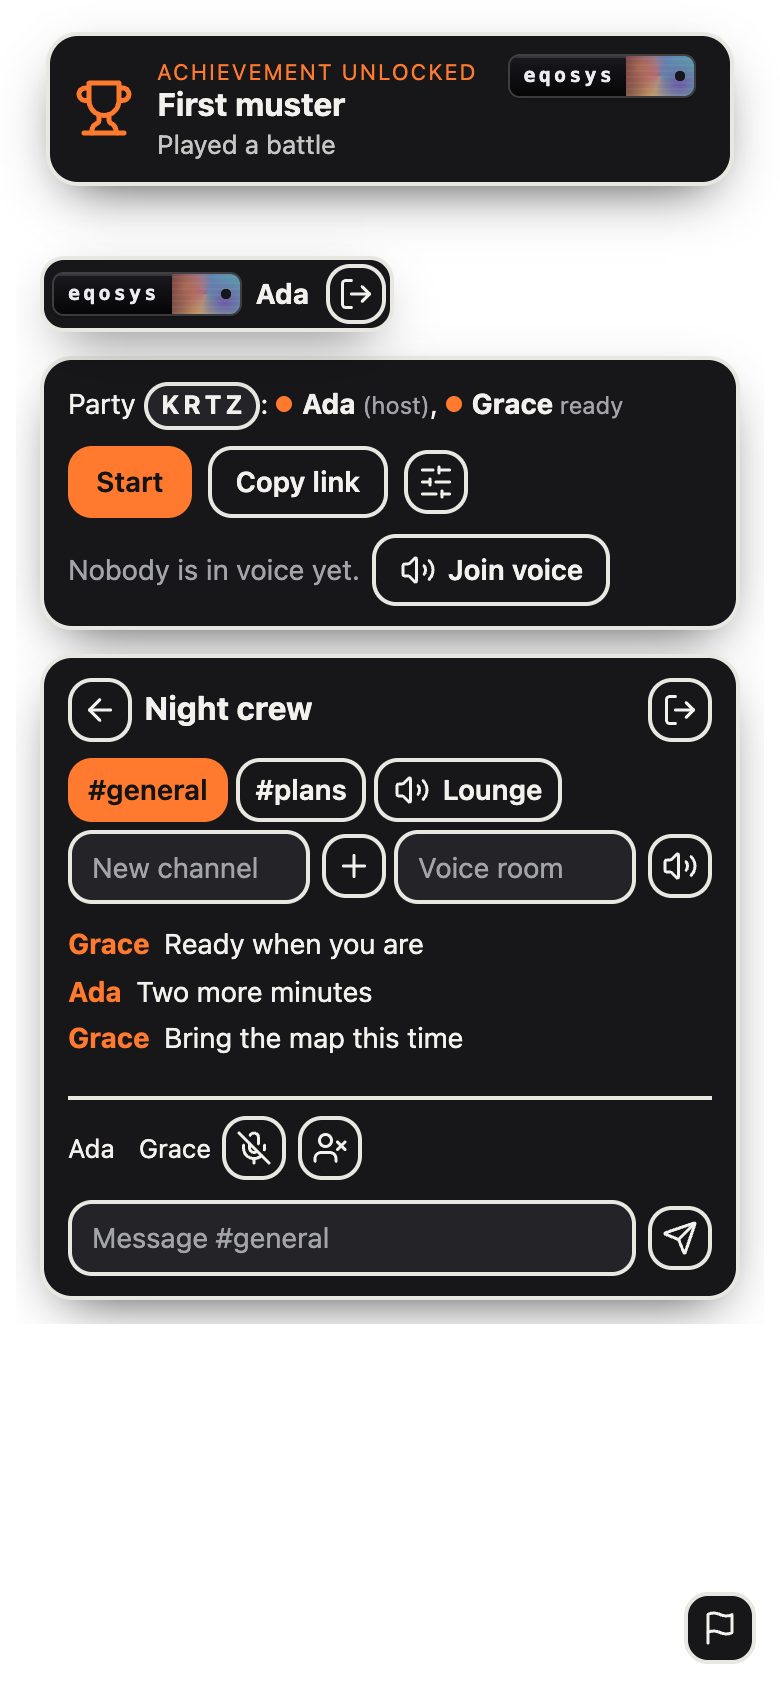 ACHIEVEMENT UNLOCKED
eqosys
First muster
Played a battle
eqosys Ada
Party KRTZ: Ada (host), Grace ready
Start Copy link
Nobody is in voice yet. Join voice
Night crew
#general #plans Lounge
New channel Voice room
Grace Ready when you are
Ada Two more minutes
Grace Bring the map this time
Ada Grace
Message #general